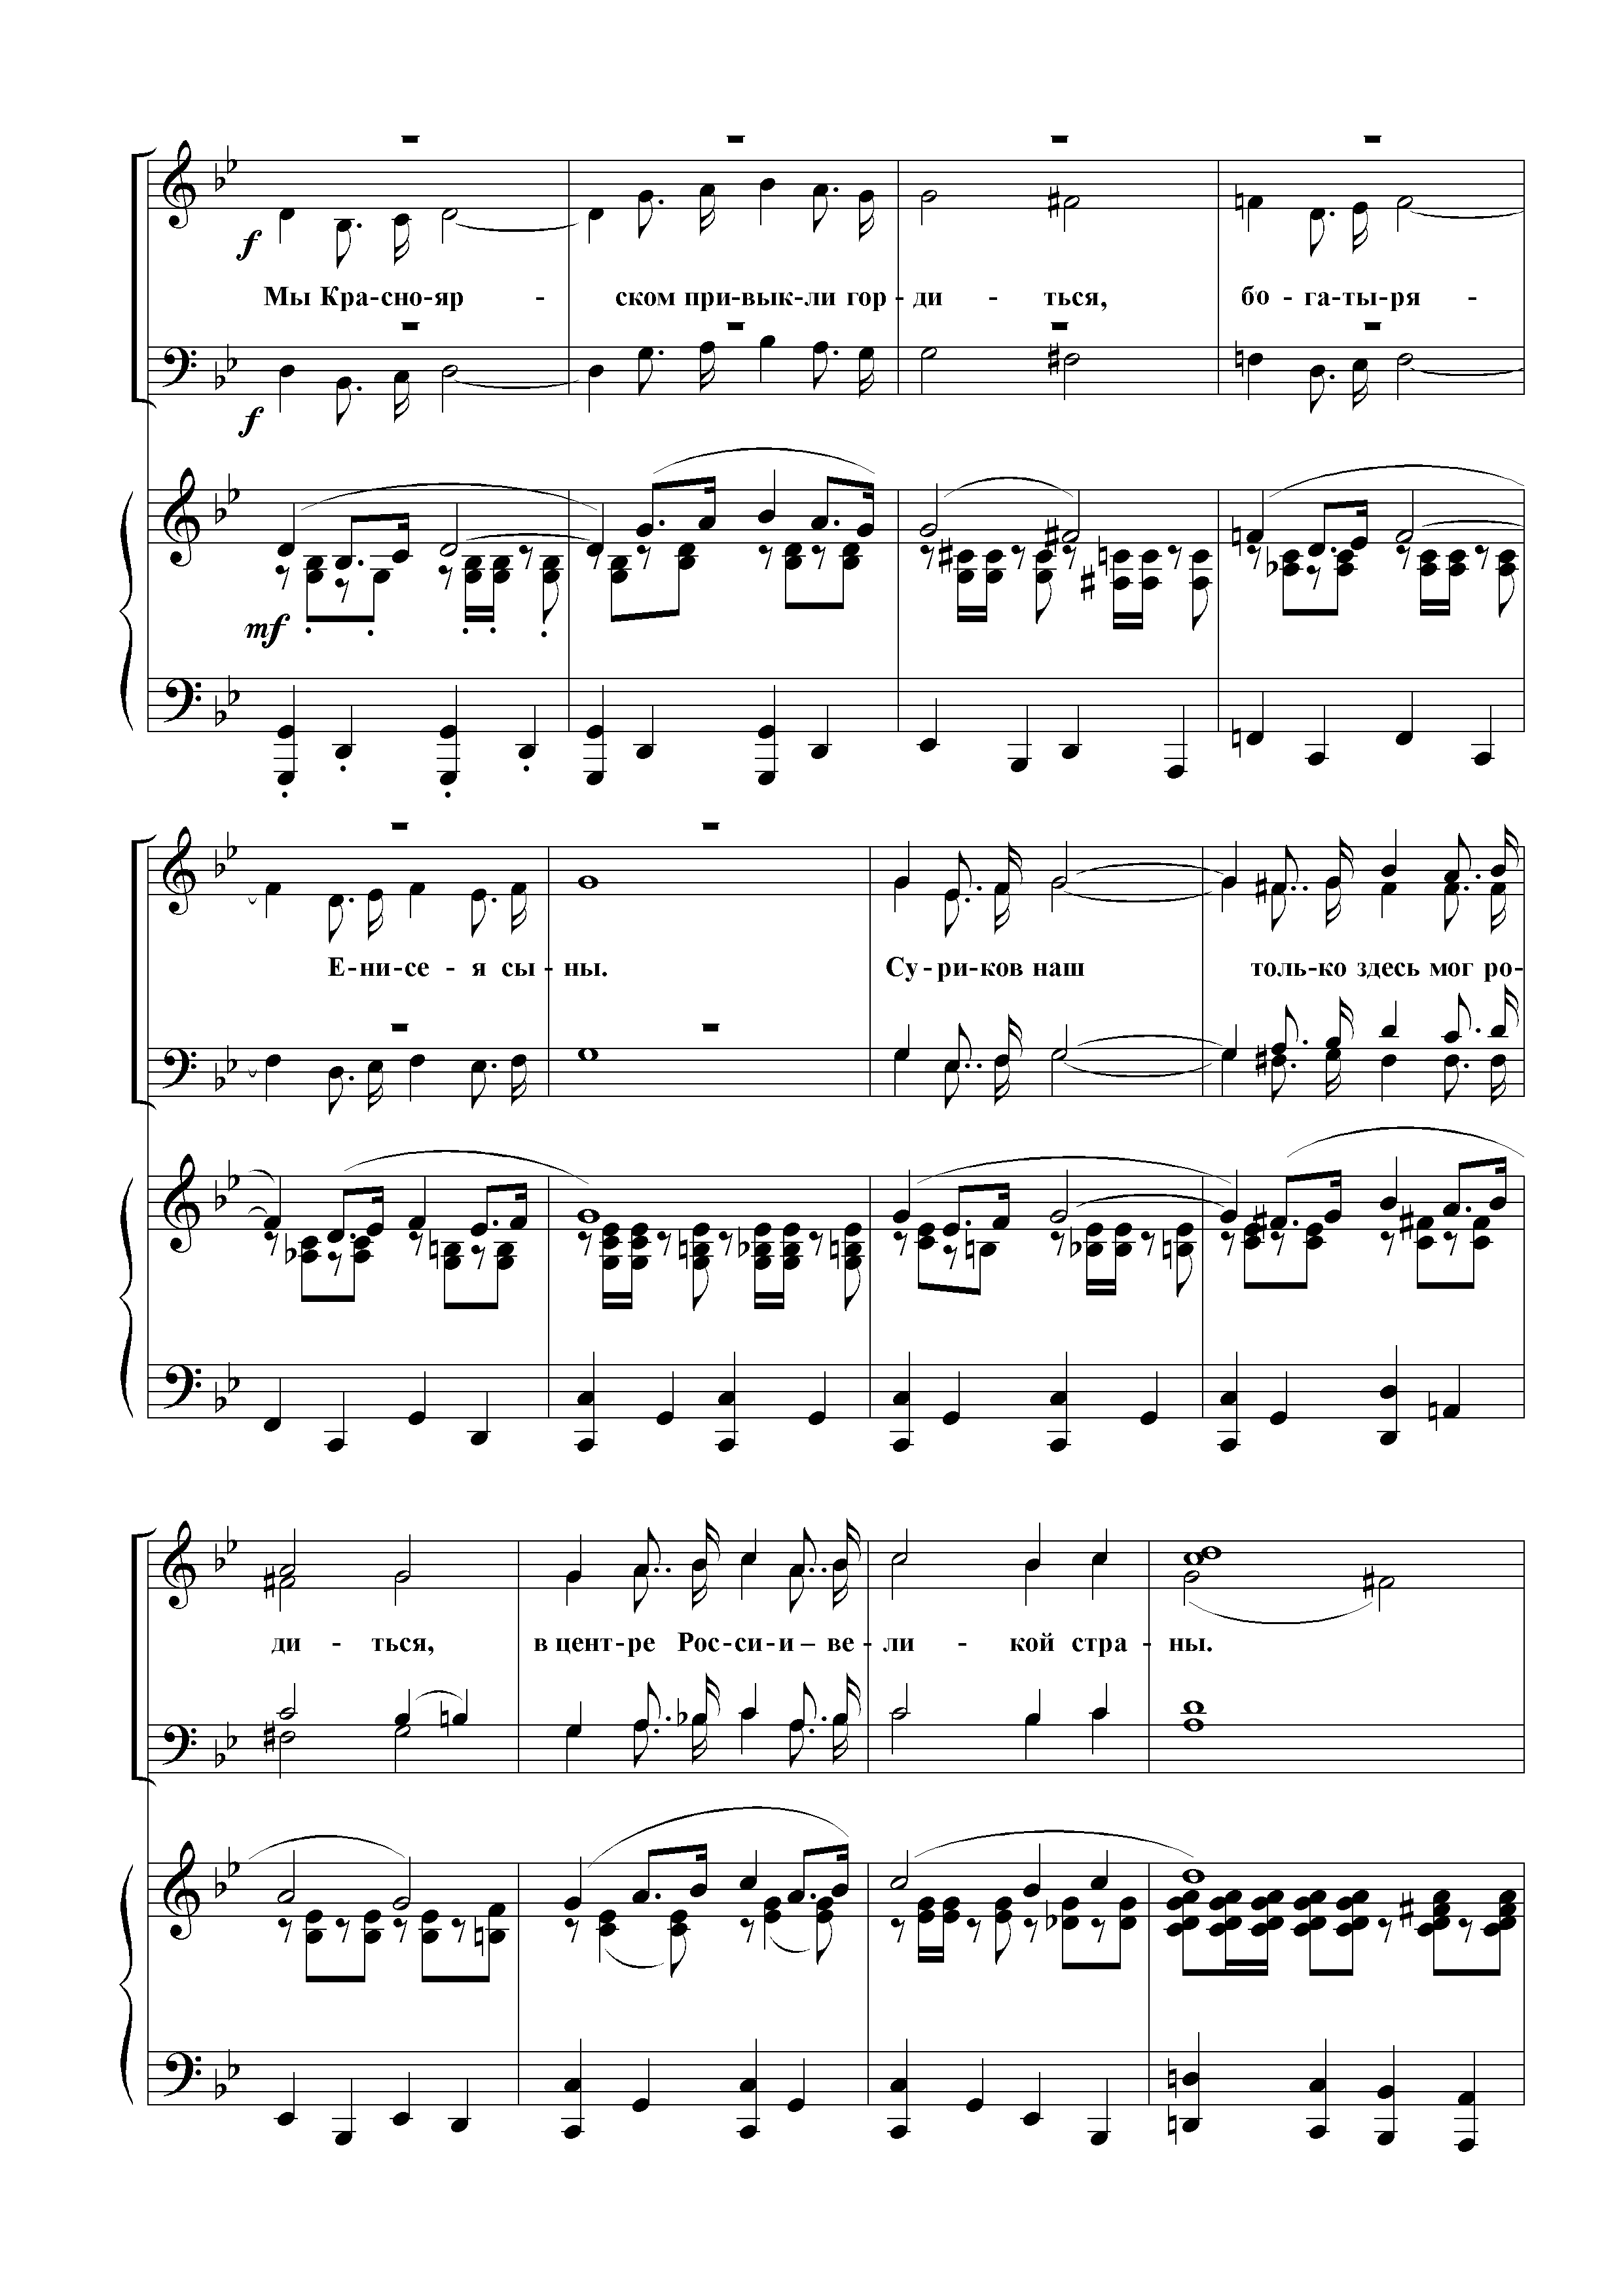 f
Мы Кра-сно-яр - ском при-вык-ли гор-ди - ться, бо - га-ты-ря -
f
mf
Е-ни-се - я сы - ны. Су-ри-ков наш толь-ко здесь мог ро-
ди - ться, в цент-ре Рос-си-и – ве-ли - кой стра - ны.